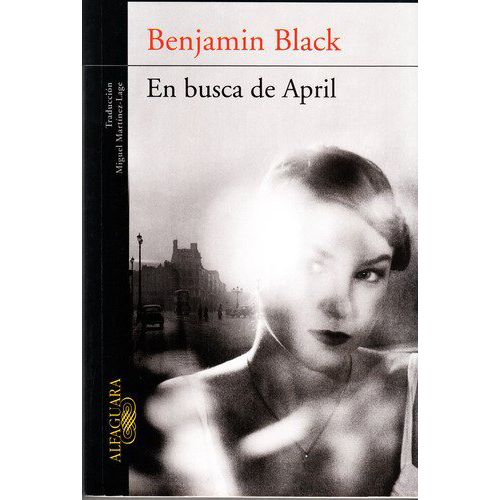 Benjamin Black
En busca de April
Traducción
Miguel Martínez-Lage
ALFAGUARA